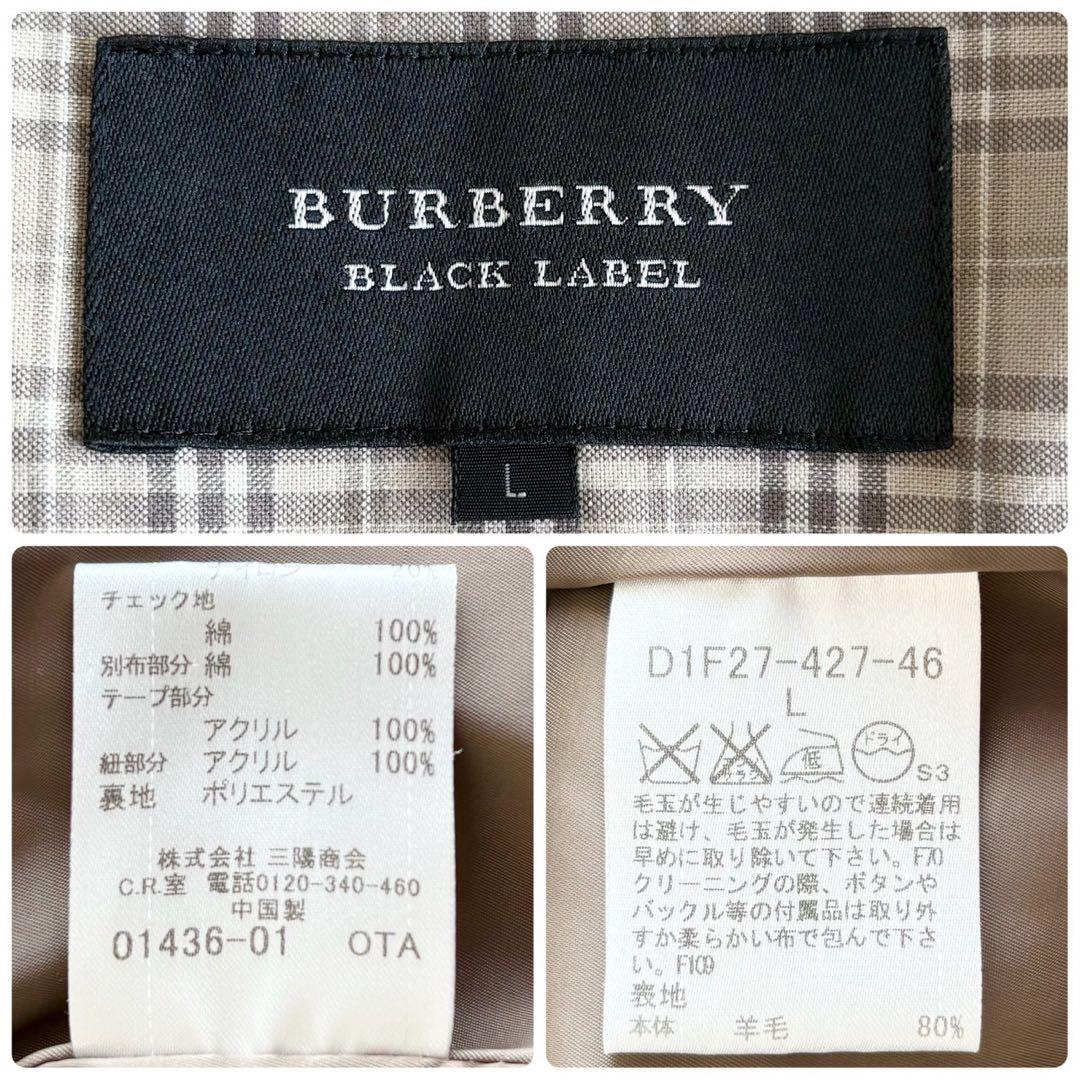 BURBERRY
BLACK LABEL
L
ナイロン 20%
チェック地
綿 100%
別布部分 綿 100%
テープ部分
アクリル 100%
紐部分 アクリル 100%
裏地 ポリエステル
株式会社 三陽商会
C.R.室 電話0120-340-460
中国製
01436-01 OTA
D1F27-427-46
L
低 ドライ S3
毛玉が生じやすいので連続着用
は避け、毛玉が発生した場合は
早めに取り除いて下さい。F70
クリーニングの際、ボタンや
バックル等の付属品は取り外
すか柔らかい布で包んで下さ
い。F109
表地
本体 羊毛 80%